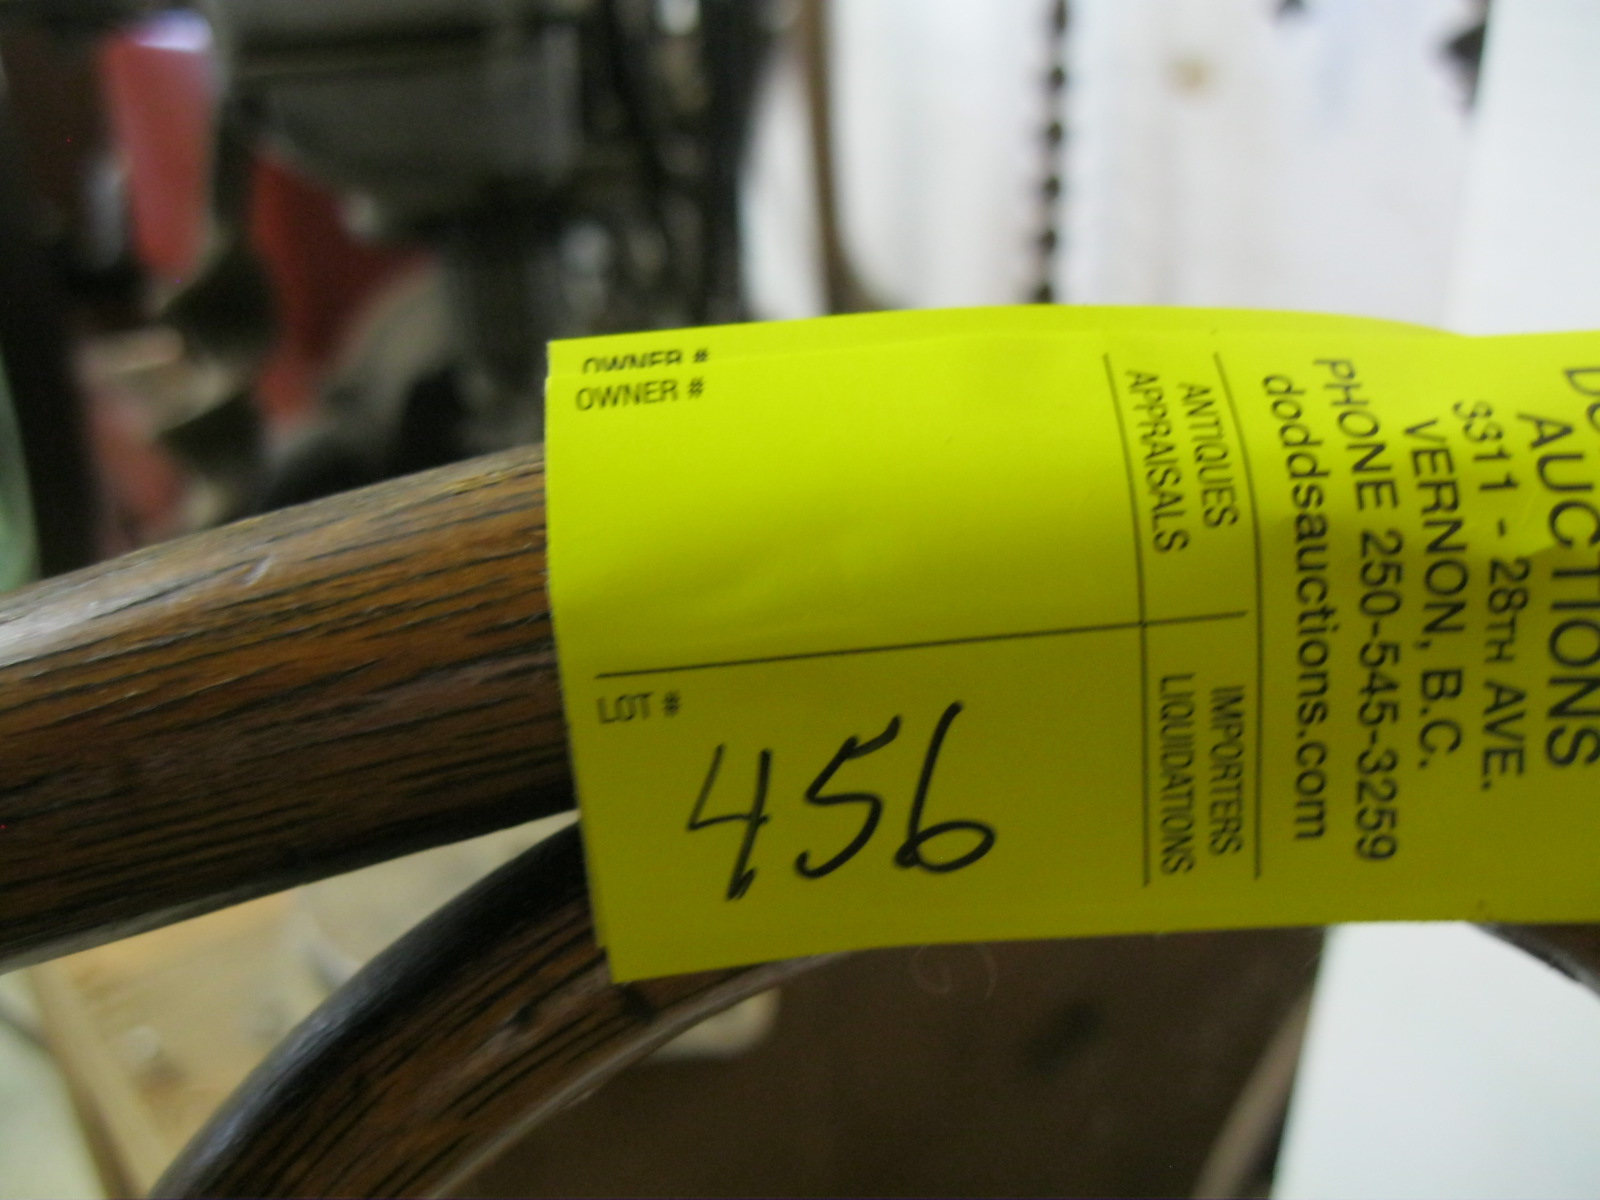 OWNER #
OWNER #
LOT #
456
AUCTIONS
3311 - 28TH AVE.
VERNON, B.C.
PHONE 250-545-3259
doddsauctions.com
ANTIQUES
APPRAISALS
IMPORTERS
LIQUIDATIONS